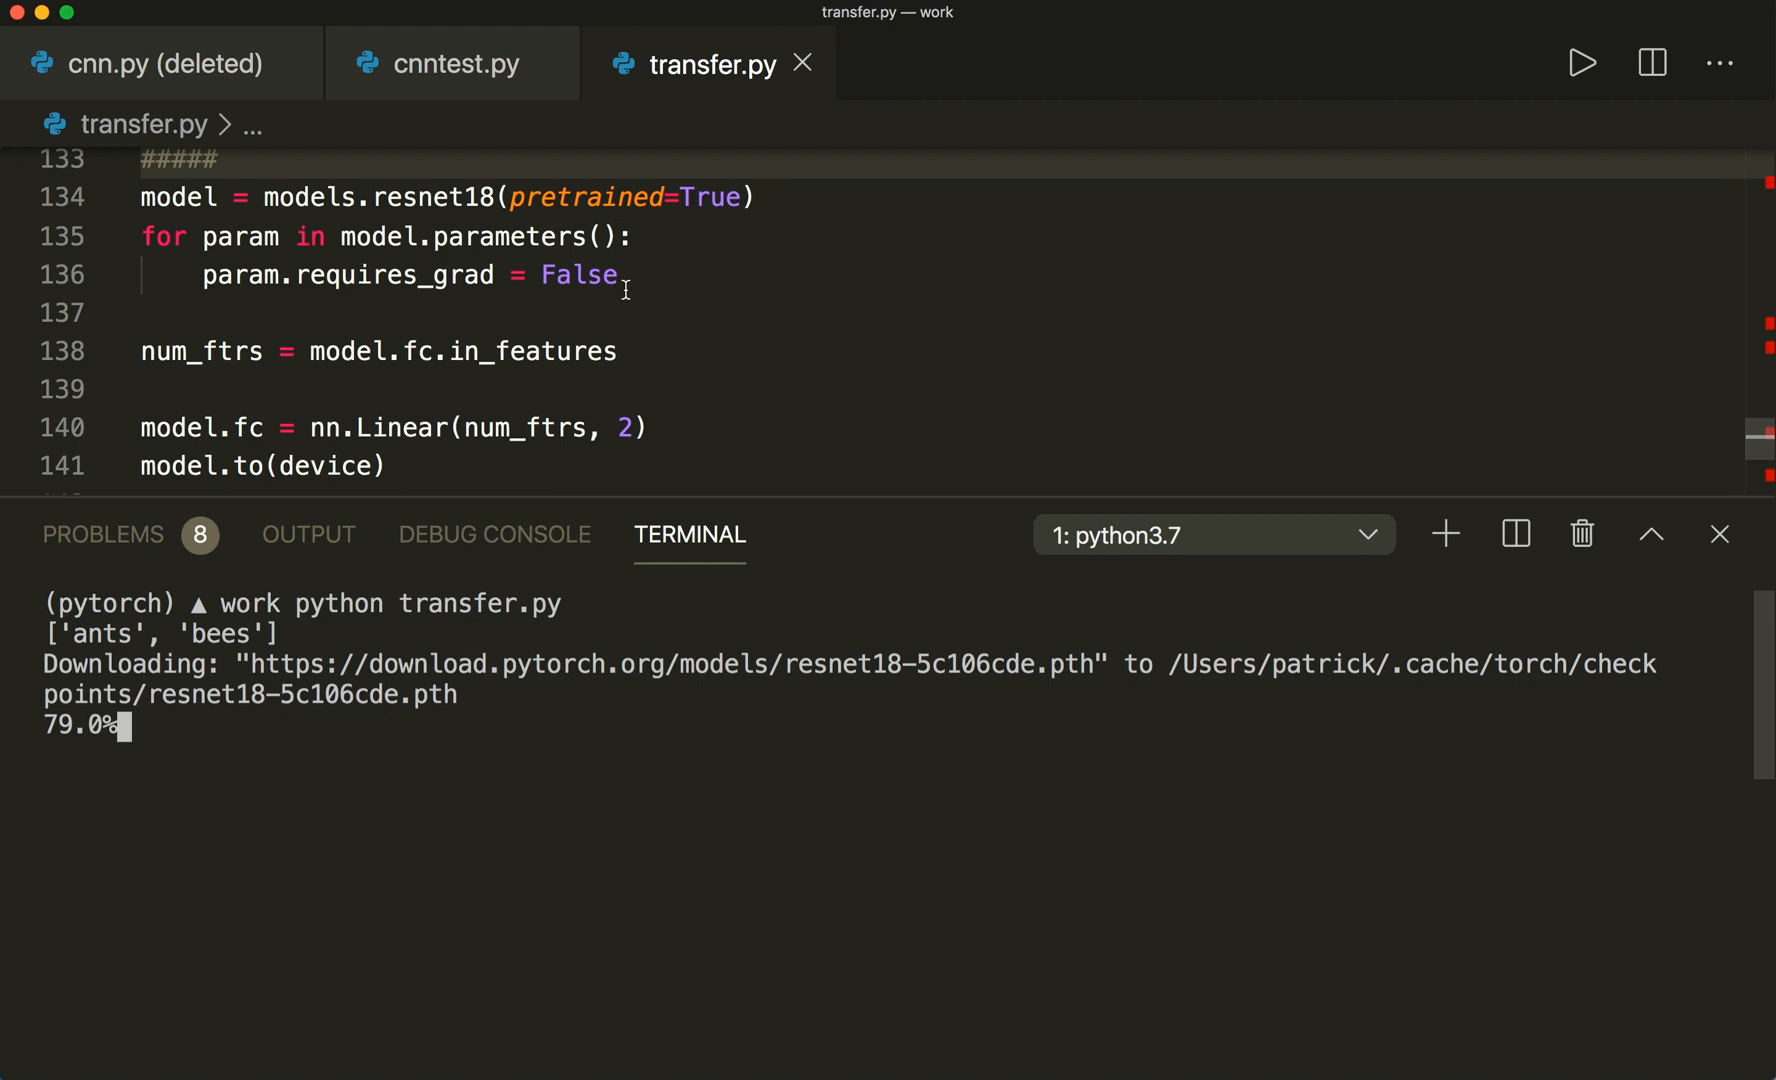 transfer.py — work
cnn.py (deleted)
cnntest.py
transfer.py
transfer.py > ...
133 #####
134 model = models.resnet18(pretrained=True)
135 for param in model.parameters():
136 param.requires_grad = False
137
138 num_ftrs = model.fc.in_features
139
140 model.fc = nn.Linear(num_ftrs, 2)
141 model.to(device)
PROBLEMS 8 OUTPUT DEBUG CONSOLE TERMINAL 1: python3.7
(pytorch) ▲ work python transfer.py
['ants', 'bees']
Downloading: "https://download.pytorch.org/models/resnet18-5c106cde.pth" to /Users/patrick/.cache/torch/check
points/resnet18-5c106cde.pth
79.0%